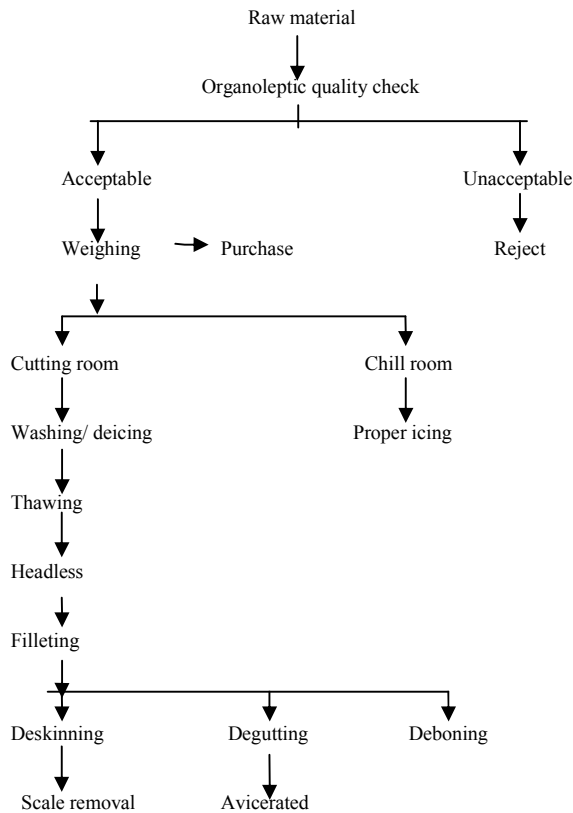 Raw material
Organoleptic quality check
Acceptable
Unacceptable
Weighing
Purchase
Reject
Cutting room
Chill room
Washing/ deicing
Proper icing
Thawing
Headless
Filleting
Deskinning
Degutting
Deboning
Scale removal
Avicerated